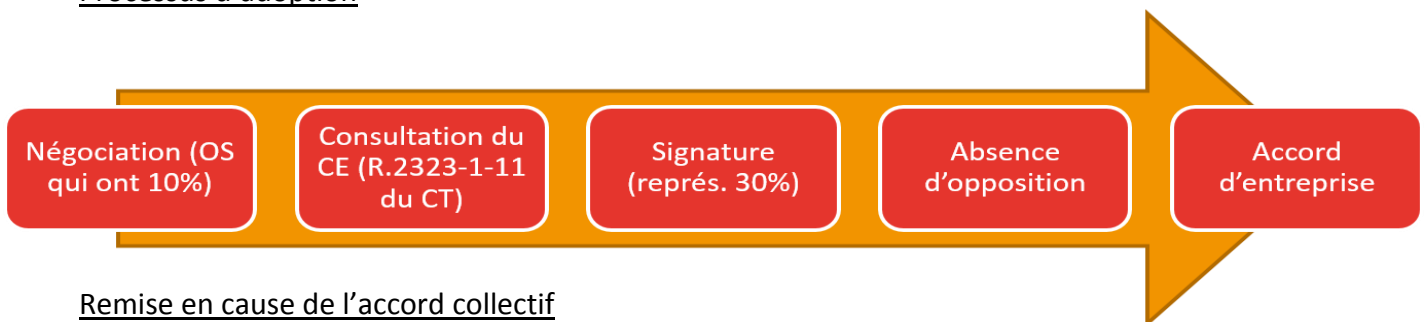 Négociation (OS
qui ont 10%)
Consultation du
CE (R.2323-1-11
du CT)
Signature
(représ. 30%)
Absence
d'opposition
Accord
d'entreprise
Remise en cause de l'accord collectif